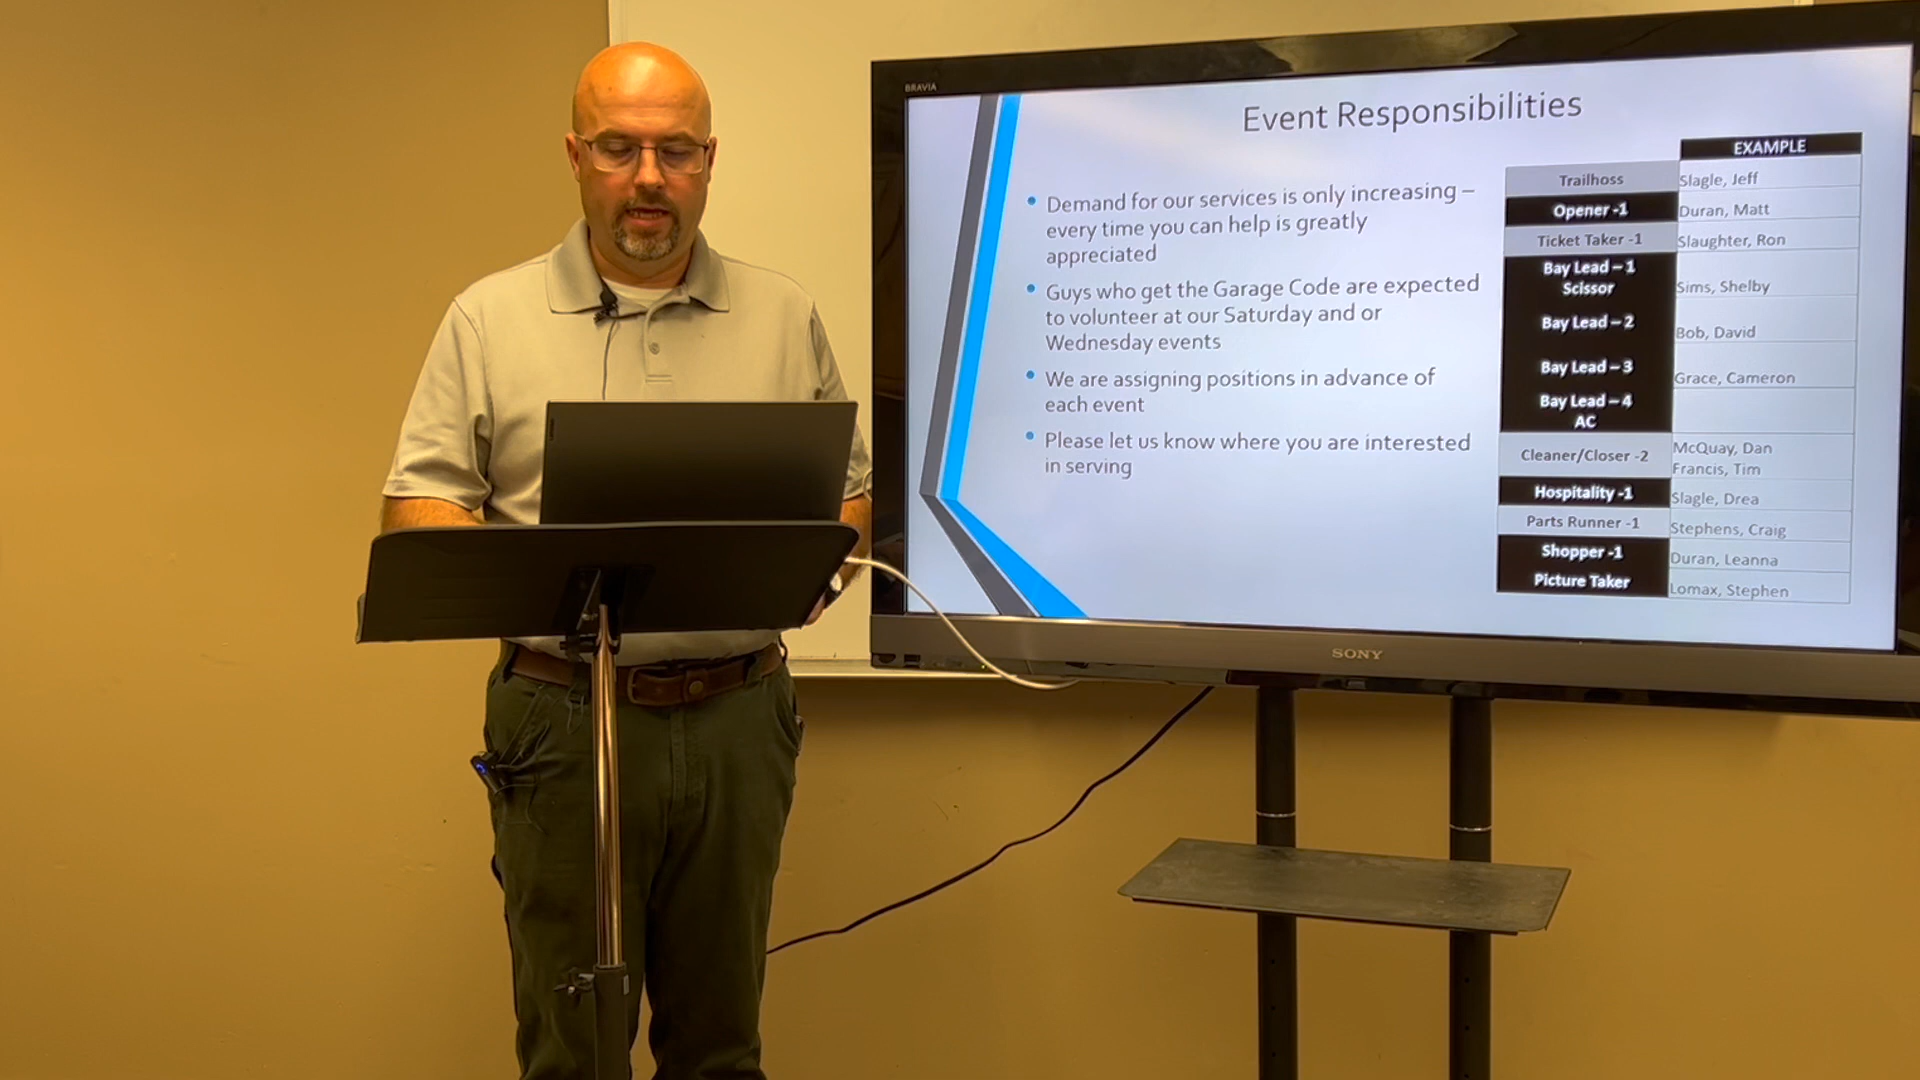 BRAVIA
Event Responsibilities
• Demand for our services is only increasing –
every time you can help is greatly
appreciated
• Guys who get the Garage Code are expected
to volunteer at our Saturday and or
Wednesday events
• We are assigning positions in advance of
each event
• Please let us know where you are interested
in serving
EXAMPLE
Trailhoss Slagle, Jeff
Opener -1 Duran, Matt
Ticket Taker -1 Slaughter, Ron
Bay Lead – 1
Scissor Sims, Shelby
Bay Lead – 2 Bob, David
Bay Lead – 3 Grace, Cameron
Bay Lead – 4
AC
Cleaner/Closer -2 McQuay, Dan
Francis, Tim
Hospitality -1 Slagle, Drea
Parts Runner -1 Stephens, Craig
Shopper -1 Duran, Leanna
Picture Taker Lomax, Stephen
SONY